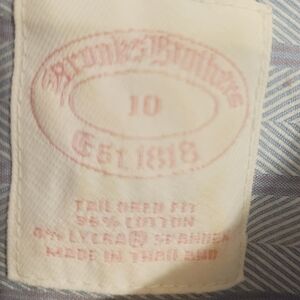 Brooks Brothers
10
Est. 1818
TAILORED FIT
96% COTTON
4% LYCRA® SPANDEX
MADE IN THAILAND